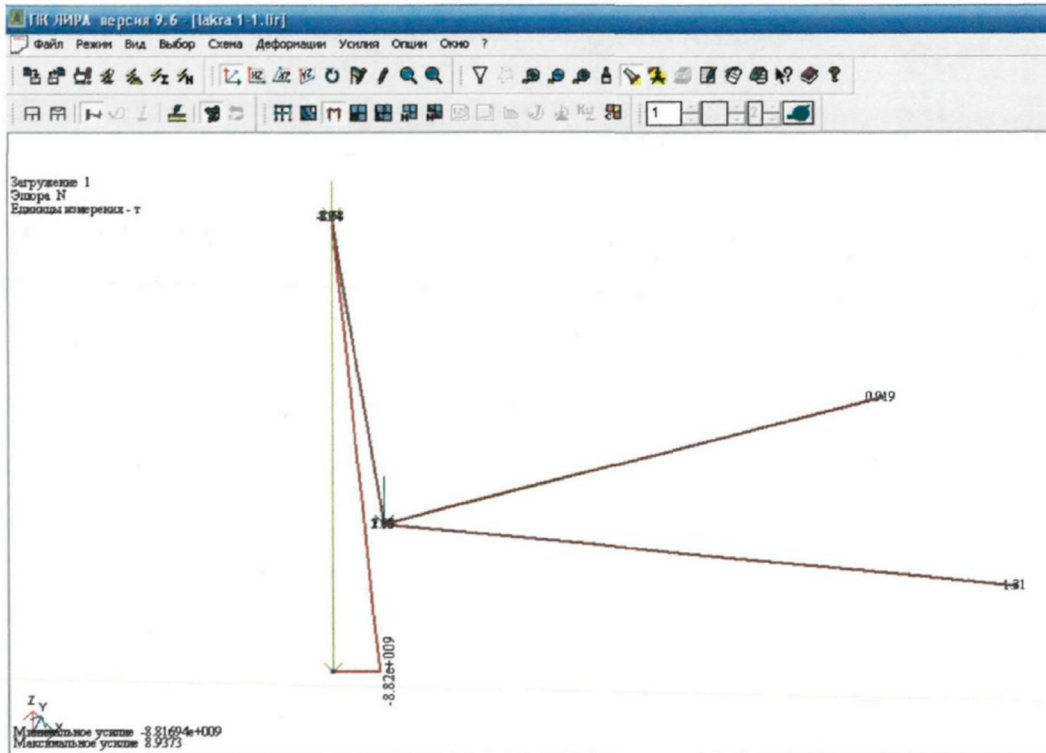 ПК ЛИРА версия 9.6 - [lakra 1-1.lir]
Файл Режим Вид Выбор Схема Деформации Усилия Опции Окно ?
1 2
Загружение 1
Эпюра N
Единицы измерения - т
0.919
1.31
-8.82e+009
Z Y
X
Минимальное усилие -8.81694e+009
Максимальное усилие 8.9373